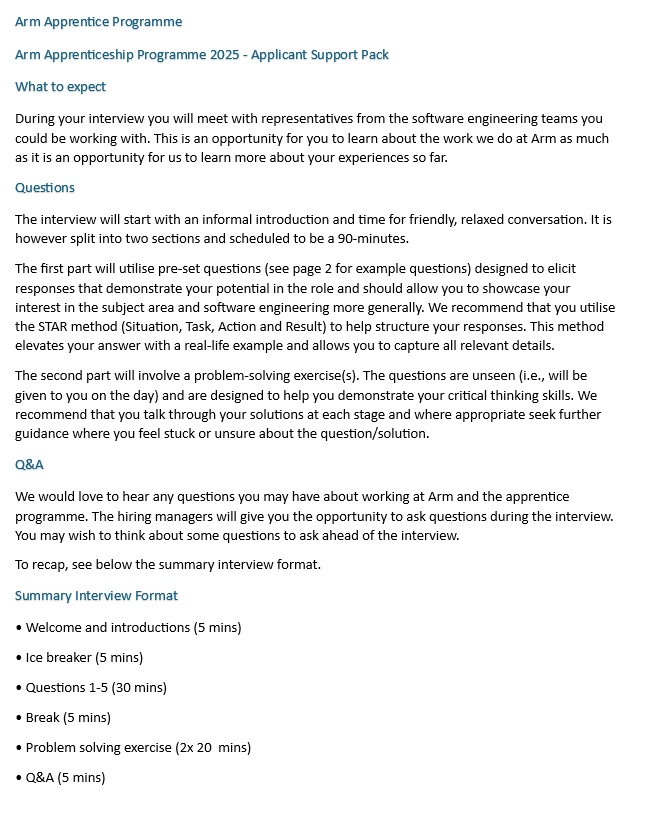 Arm Apprentice Programme
Arm Apprenticeship Programme 2025 - Applicant Support Pack
What to expect
During your interview you will meet with representatives from the software engineering teams you
could be working with. This is an opportunity for you to learn about the work we do at Arm as much
as it is an opportunity for us to learn more about your experiences so far.
Questions
The interview will start with an informal introduction and time for friendly, relaxed conversation. It is
however split into two sections and scheduled to be a 90-minutes.
The first part will utilise pre-set questions (see page 2 for example questions) designed to elicit
responses that demonstrate your potential in the role and should allow you to showcase your
interest in the subject area and software engineering more generally. We recommend that you utilise
the STAR method (Situation, Task, Action and Result) to help structure your responses. This method
elevates your answer with a real-life example and allows you to capture all relevant details.
The second part will involve a problem-solving exercise(s). The questions are unseen (i.e., will be
given to you on the day) and are designed to help you demonstrate your critical thinking skills. We
recommend that you talk through your solutions at each stage and where appropriate seek further
guidance where you feel stuck or unsure about the question/solution.
Q&A
We would love to hear any questions you may have about working at Arm and the apprentice
programme. The hiring managers will give you the opportunity to ask questions during the interview.
You may wish to think about some questions to ask ahead of the interview.
To recap, see below the summary interview format.
Summary Interview Format
• Welcome and introductions (5 mins)
• Ice breaker (5 mins)
• Questions 1-5 (30 mins)
• Break (5 mins)
• Problem solving exercise (2x 20  mins)
• Q&A (5 mins)